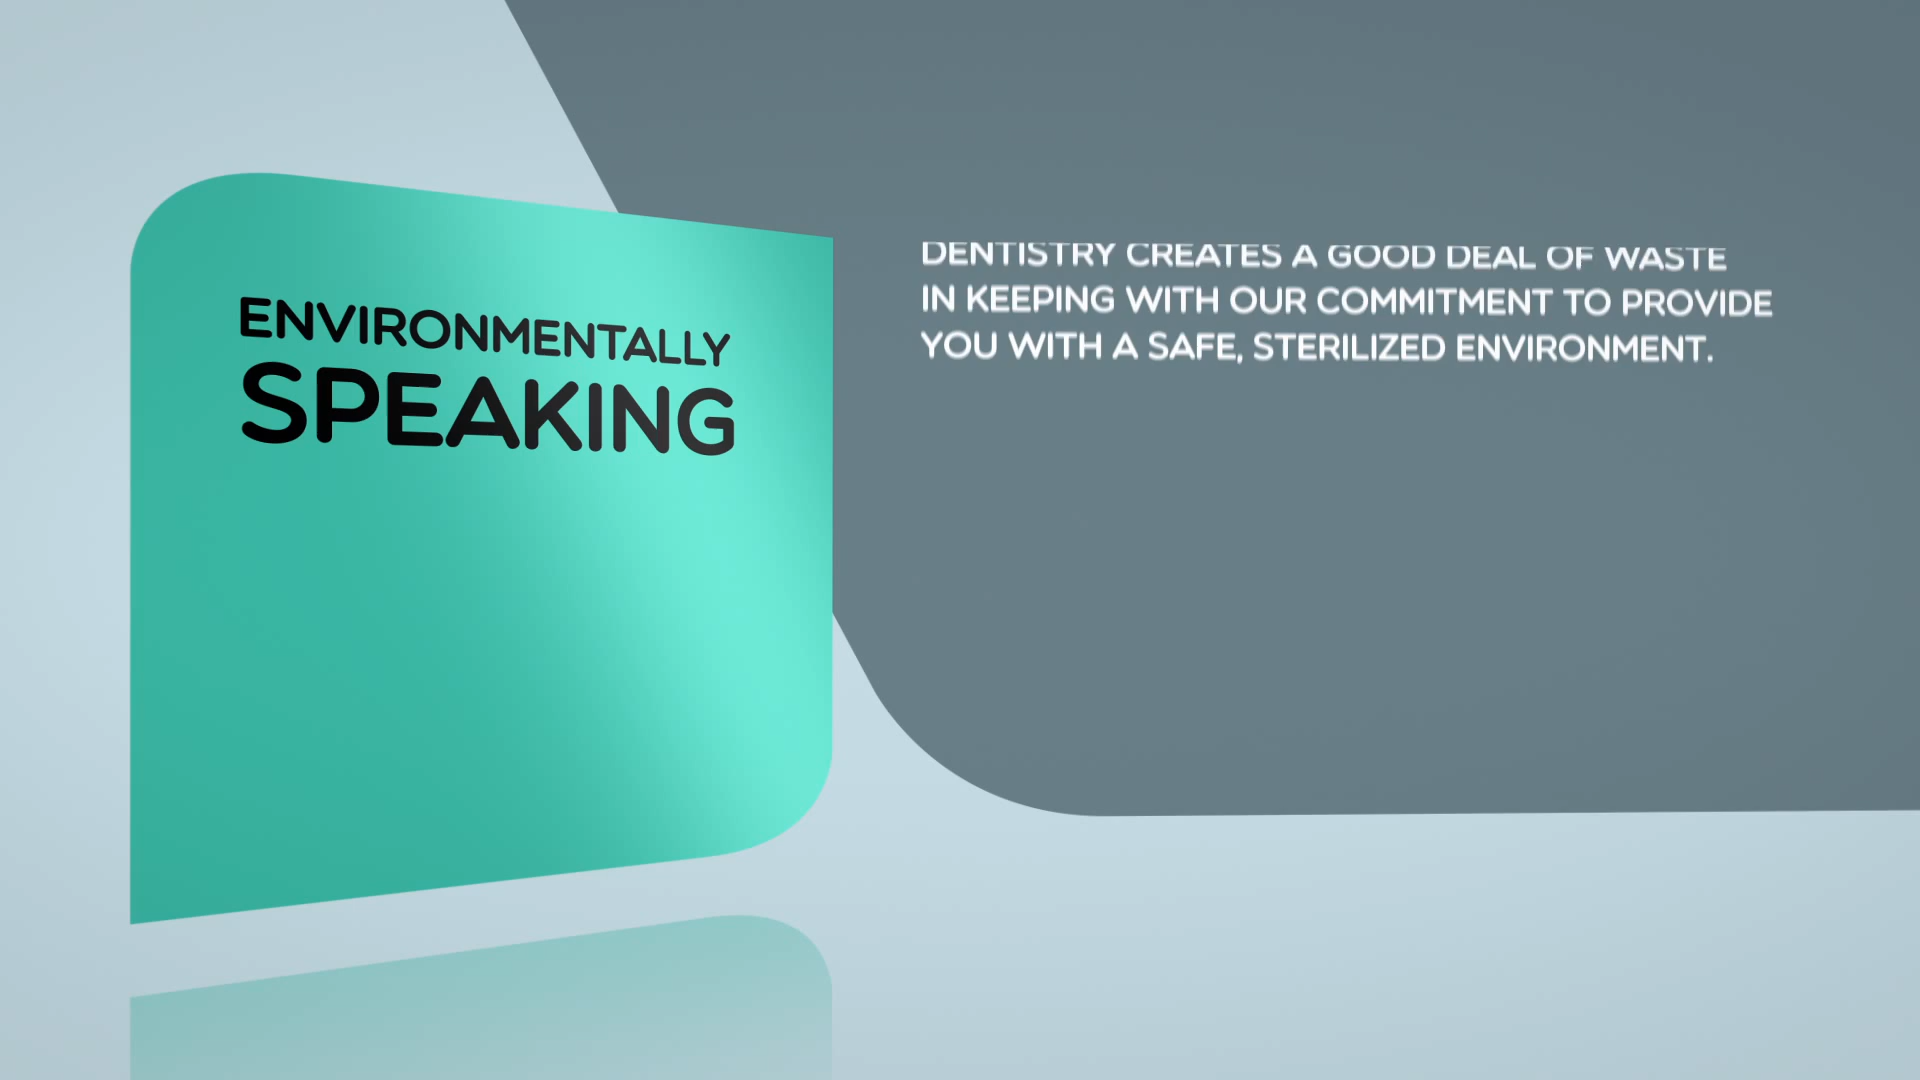 ENVIRONMENTALLY
SPEAKING
DENTISTRY CREATES A GOOD DEAL OF WASTE
IN KEEPING WITH OUR COMMITMENT TO PROVIDE
YOU WITH A SAFE, STERILIZED ENVIRONMENT.